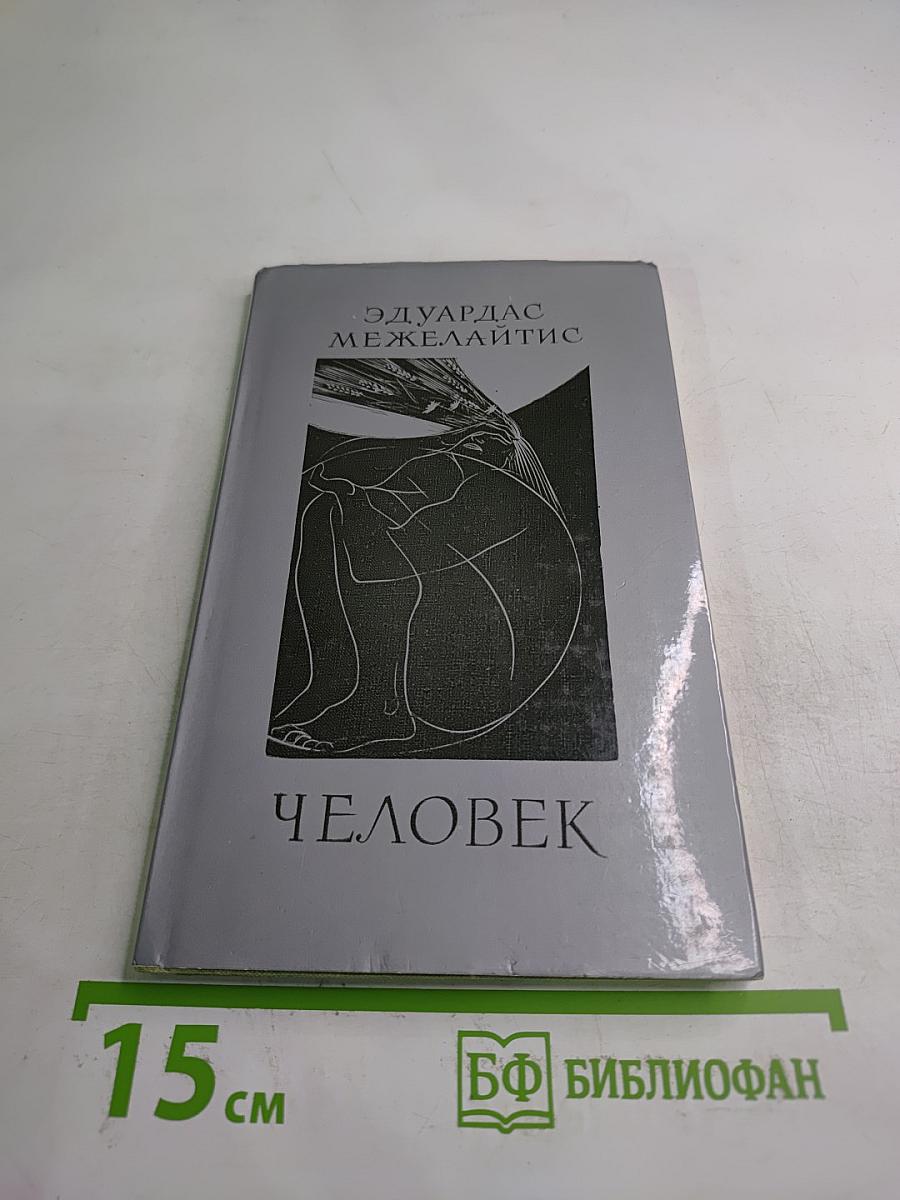 ЭДУАРДАС
МЕЖЕЛАЙТИС
ЧЕЛОВЕК
15 см
БФ БИБЛИОФАН